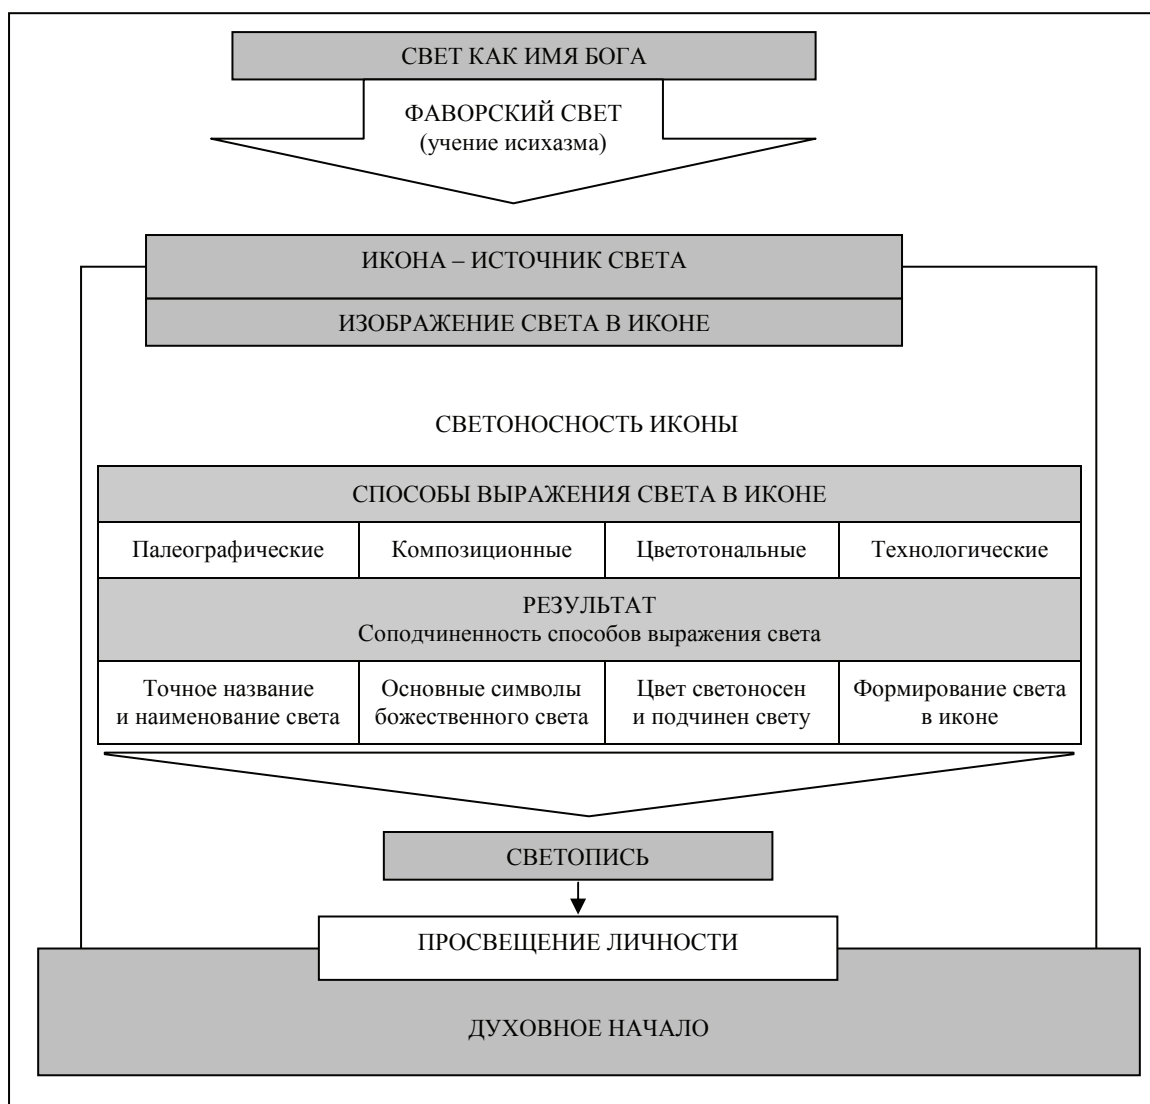 СВЕТ КАК ИМЯ БОГА
ФАВОРСКИЙ СВЕТ
(учение исихазма)
ИКОНА – ИСТОЧНИК СВЕТА
ИЗОБРАЖЕНИЕ СВЕТА В ИКОНЕ
СВЕТОНОСНОСТЬ ИКОНЫ
СПОСОБЫ ВЫРАЖЕНИЯ СВЕТА В ИКОНЕ
Палеографические
Композиционные
Цветотональные
Технологические
РЕЗУЛЬТАТ
Соподчиненность способов выражения света
Точное название
и наименование света
Основные символы
божественного света
Цвет светоносен
и подчинен свету
Формирование света
в иконе
СВЕТОПИСЬ
ПРОСВЕЩЕНИЕ ЛИЧНОСТИ
ДУХОВНОЕ НАЧАЛО